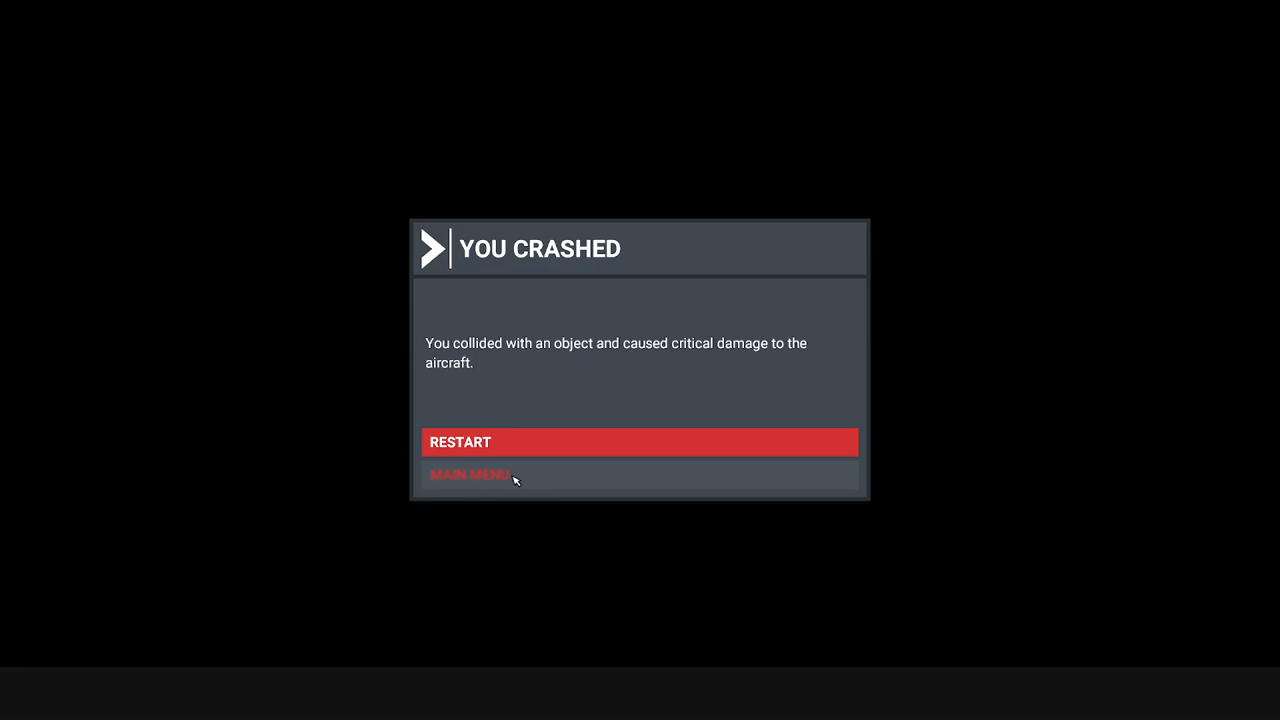 YOU CRASHED
You collided with an object and caused critical damage to the
aircraft.
RESTART
MAIN MENU